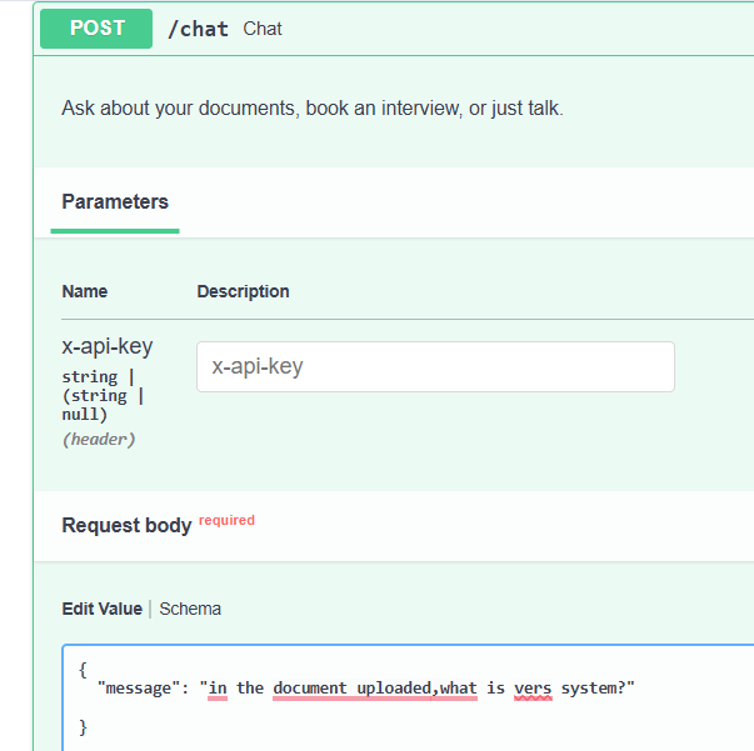 POST /chat Chat
Ask about your documents, book an interview, or just talk.
Parameters
Name Description
x-api-key x-api-key
string |
(string |
null)
(header)
Request body required
Edit Value | Schema
{
"message": "in the document uploaded,what is vers system?"
}